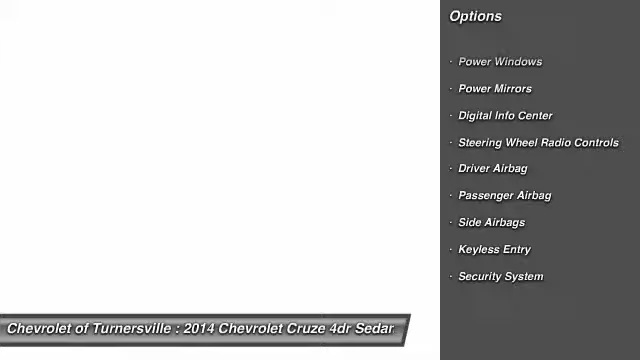 Options
· Power Windows
· Power Mirrors
· Digital Info Center
· Steering Wheel Radio Controls
· Driver Airbag
· Passenger Airbag
· Side Airbags
· Keyless Entry
· Security System
Chevrolet of Turnersville : 2014 Chevrolet Cruze 4dr Sedar